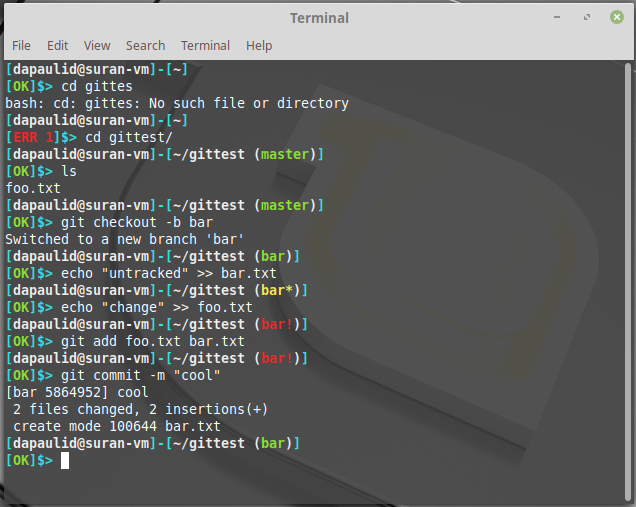 Terminal
File Edit View Search Terminal Help
[dapaulid@suran-vm]-[~]
[OK]$> cd gittes
bash: cd: gittes: No such file or directory
[dapaulid@suran-vm]-[~]
[ERR 1]$> cd gittest/
[dapaulid@suran-vm]-[~/gittest (master)]
[OK]$> ls
foo.txt
[dapaulid@suran-vm]-[~/gittest (master)]
[OK]$> git checkout -b bar
Switched to a new branch 'bar'
[dapaulid@suran-vm]-[~/gittest (bar)]
[OK]$> echo "untracked" >> bar.txt
[dapaulid@suran-vm]-[~/gittest (bar*)]
[OK]$> echo "change" >> foo.txt
[dapaulid@suran-vm]-[~/gittest (bar!)]
[OK]$> git add foo.txt bar.txt
[dapaulid@suran-vm]-[~/gittest (bar!)]
[OK]$> git commit -m "cool"
[bar 5864952] cool
 2 files changed, 2 insertions(+)
 create mode 100644 bar.txt
[dapaulid@suran-vm]-[~/gittest (bar)]
[OK]$>